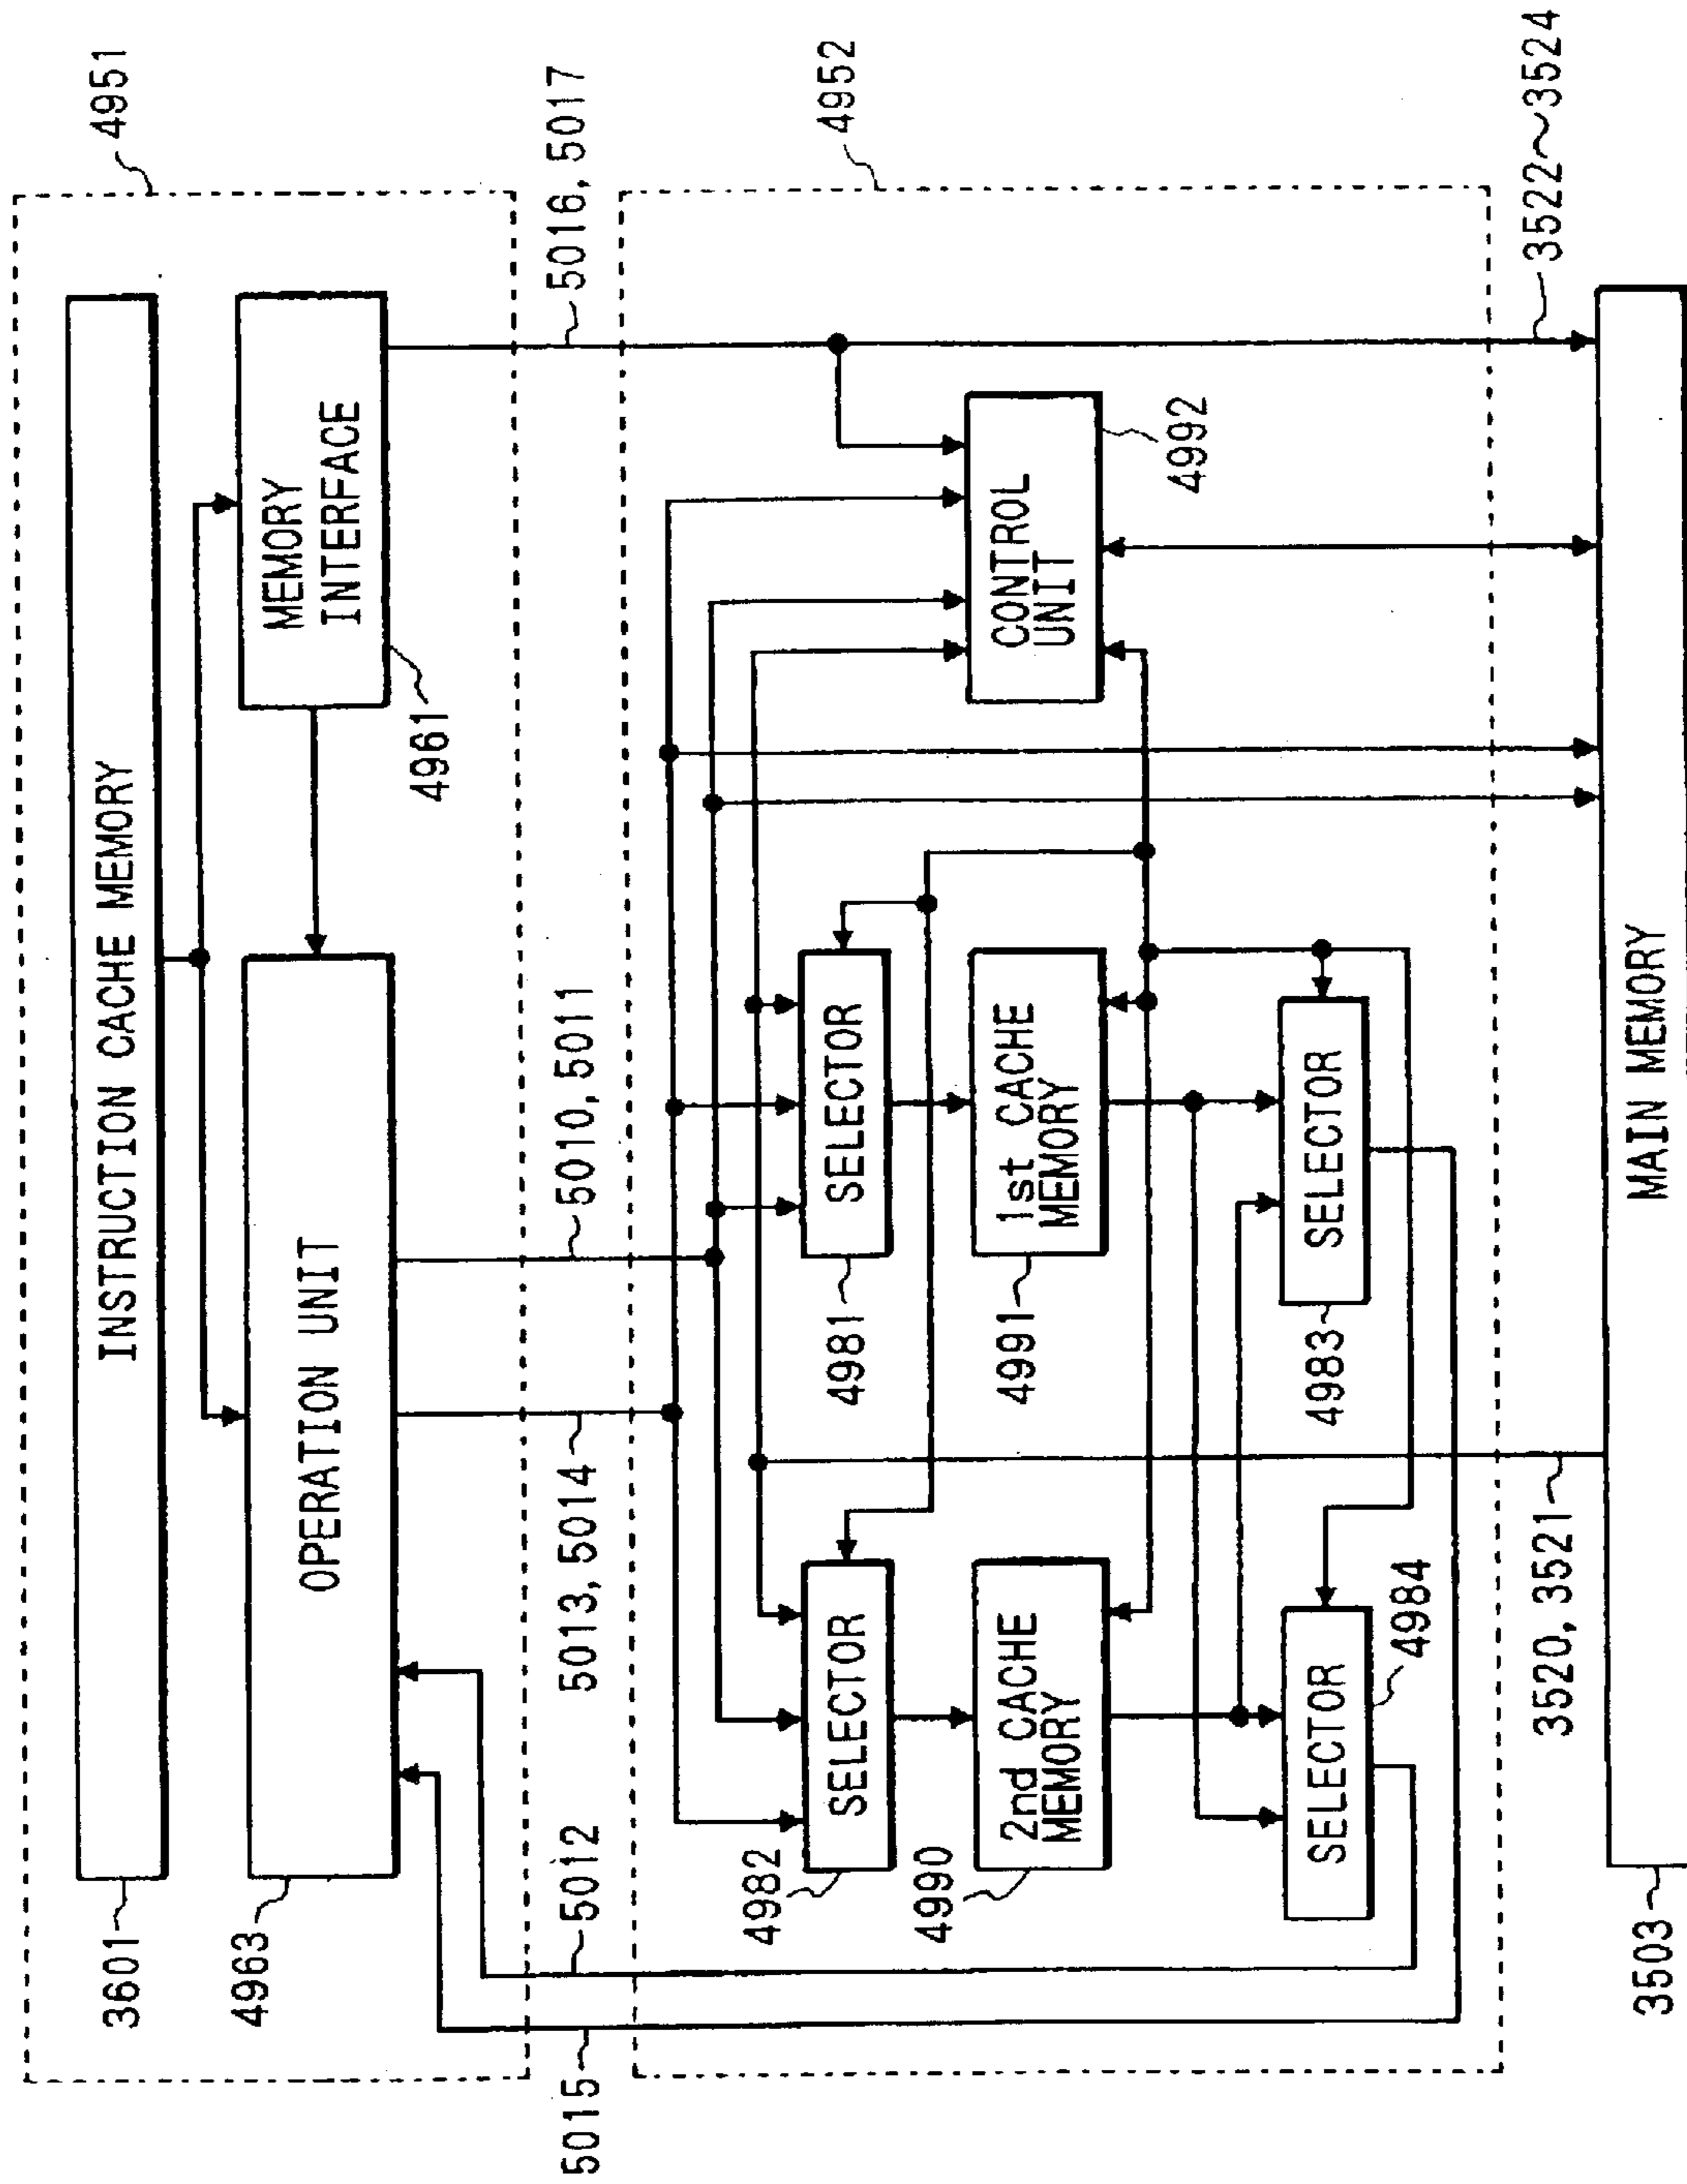 INSTRUCTION CACHE MEMORY
3601
4951
OPERATION UNIT
4963
MEMORY
INTERFACE
4961
5015
5012
5013, 5014
5010, 5011
5016, 5017
4952
SELECTOR
4982
SELECTOR
4981
2nd CACHE
MEMORY
4990
1st CACHE
MEMORY
4991
CONTROL
UNIT
4992
SELECTOR
4984
SELECTOR
4983
3520, 3521
3522~3524
MAIN MEMORY
3503